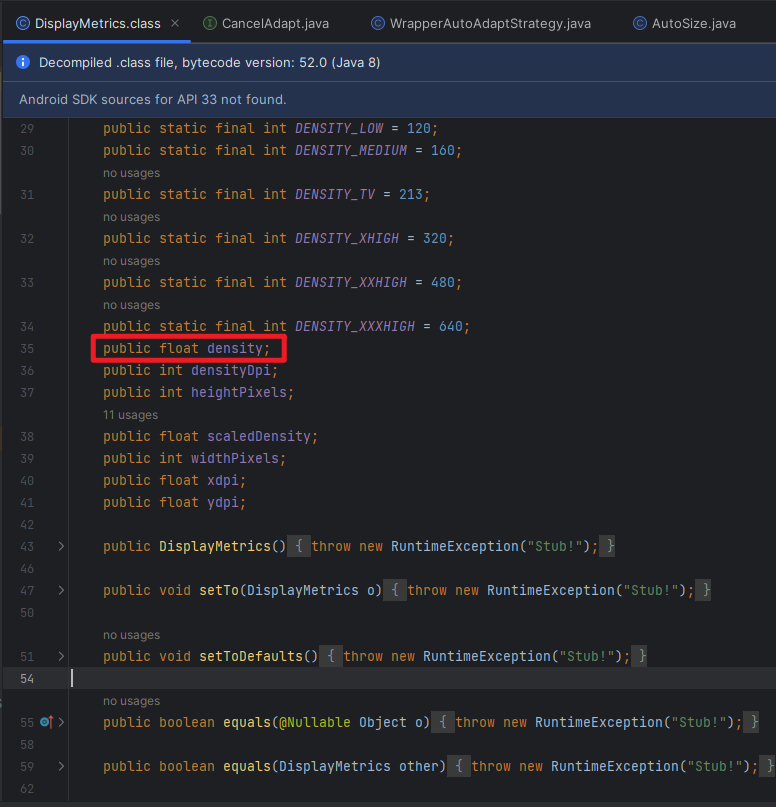 DisplayMetrics.class CancelAdapt.java WrapperAutoAdaptStrategy.java AutoSize.java
Decompiled .class file, bytecode version: 52.0 (Java 8)
Android SDK sources for API 33 not found.
29 public static final int DENSITY_LOW = 120;
30 public static final int DENSITY_MEDIUM = 160;
no usages
31 public static final int DENSITY_TV = 213;
no usages
32 public static final int DENSITY_XHIGH = 320;
no usages
33 public static final int DENSITY_XXHIGH = 480;
no usages
34 public static final int DENSITY_XXXHIGH = 640;
35 public float density;
36 public int densityDpi;
37 public int heightPixels;
11 usages
38 public float scaledDensity;
39 public int widthPixels;
40 public float xdpi;
41 public float ydpi;
42
43 public DisplayMetrics() { throw new RuntimeException("Stub!"); }
46
47 public void setTo(DisplayMetrics o) { throw new RuntimeException("Stub!"); }
50
no usages
51 public void setToDefaults() { throw new RuntimeException("Stub!"); }
54
no usages
55 public boolean equals(@Nullable Object o) { throw new RuntimeException("Stub!"); }
58
59 public boolean equals(DisplayMetrics other) { throw new RuntimeException("Stub!"); }
62